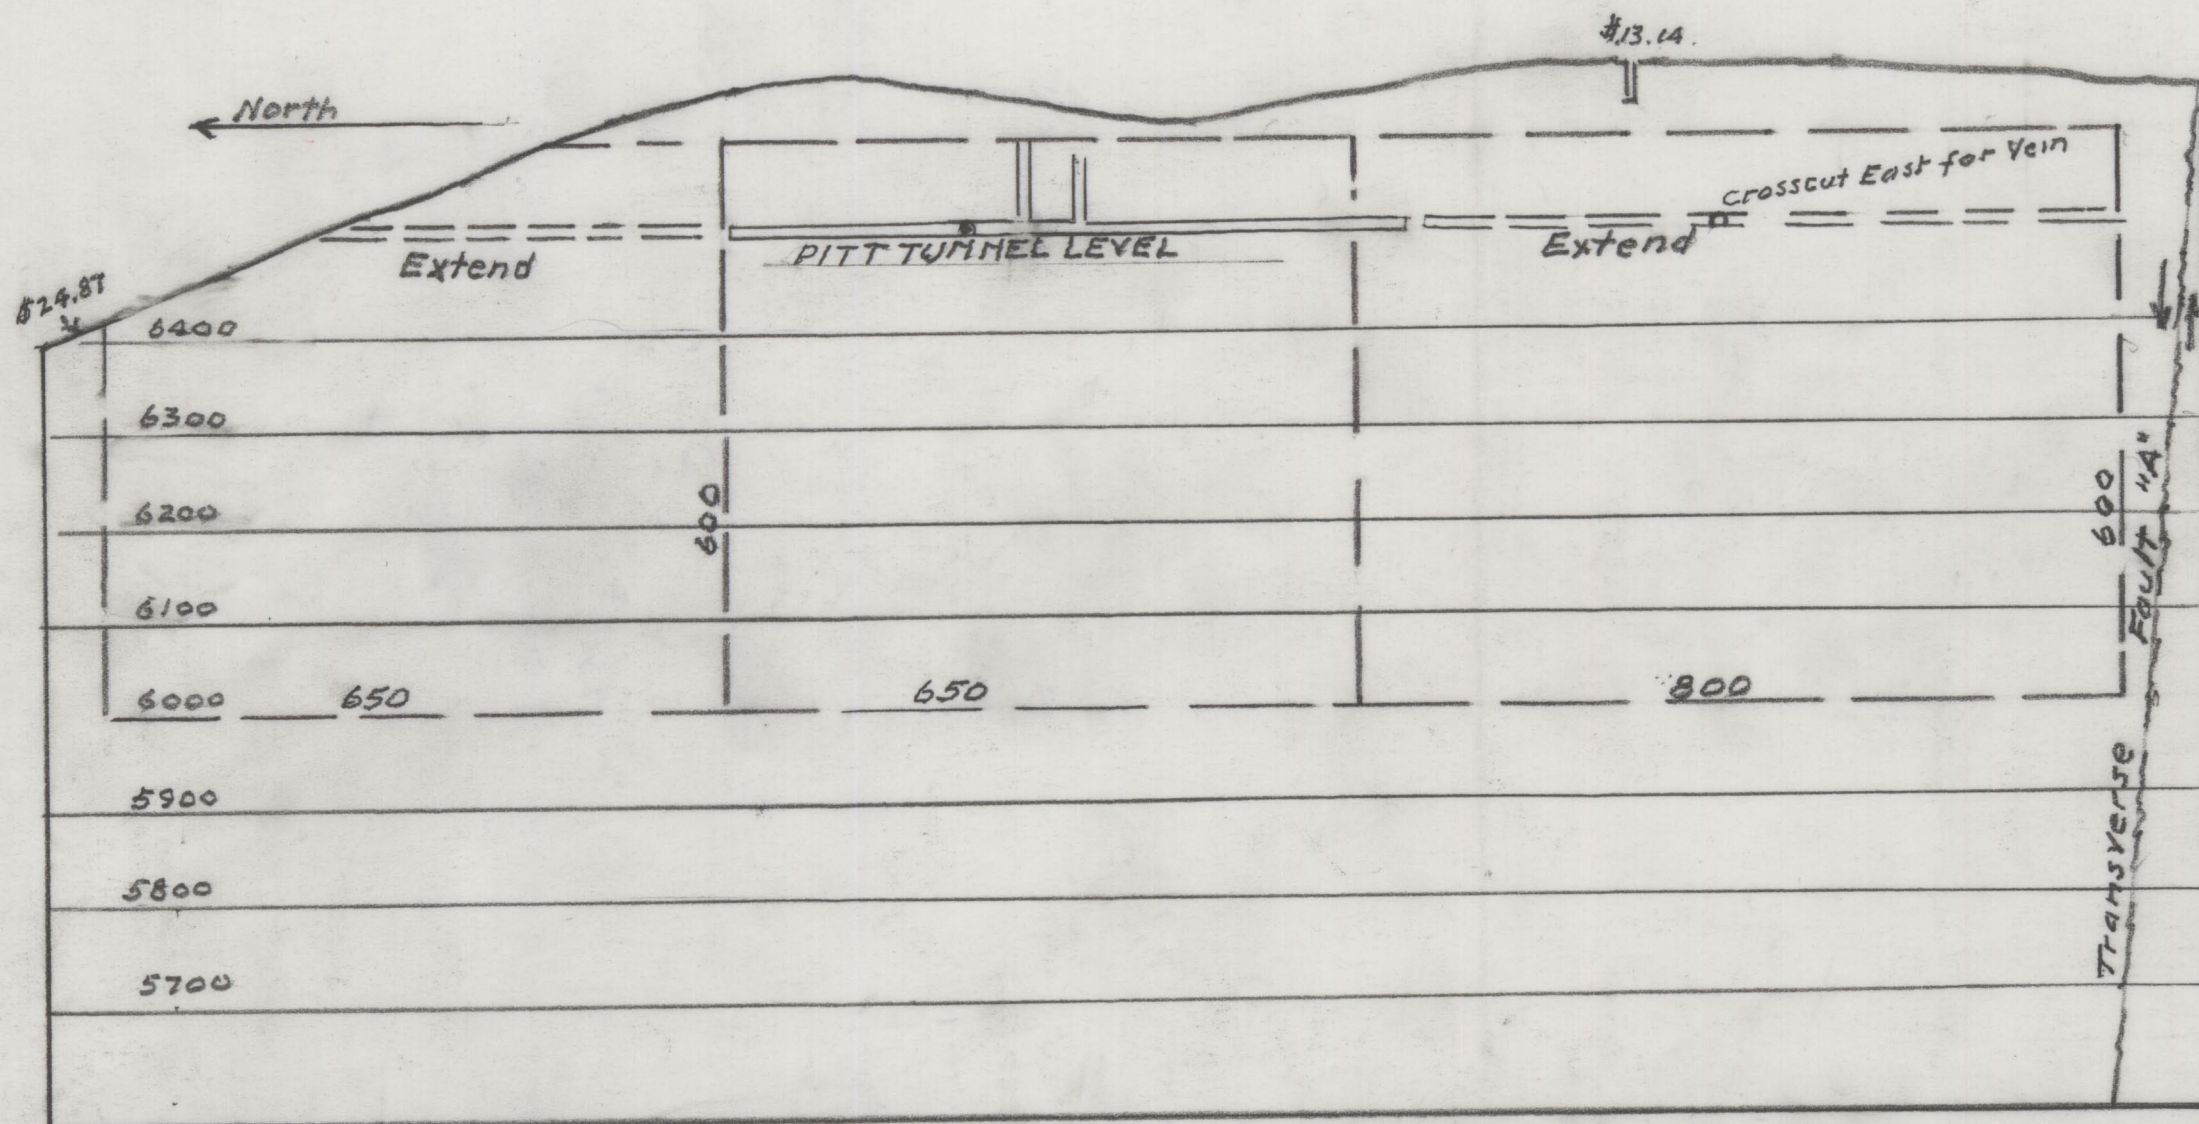 $13.14.
North
Crosscut East for Vein
PITT TUNNEL LEVEL
Extend
Extend
$24.87
6400
6300
6200
600
600
Transverse Fault "A"
6100
6000
650
650
800
5900
5800
5700